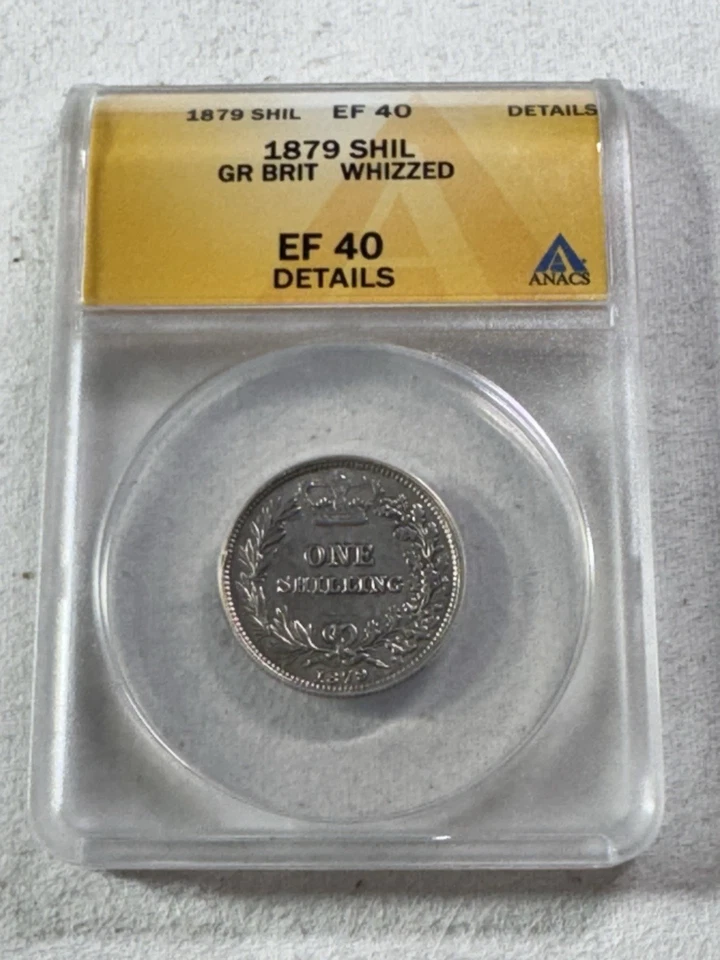 1879 SHIL EF 40 DETAILS
1879 SHIL
GR BRIT WHIZZED
EF 40
DETAILS
ANACS
ONE
SHILLING
1879